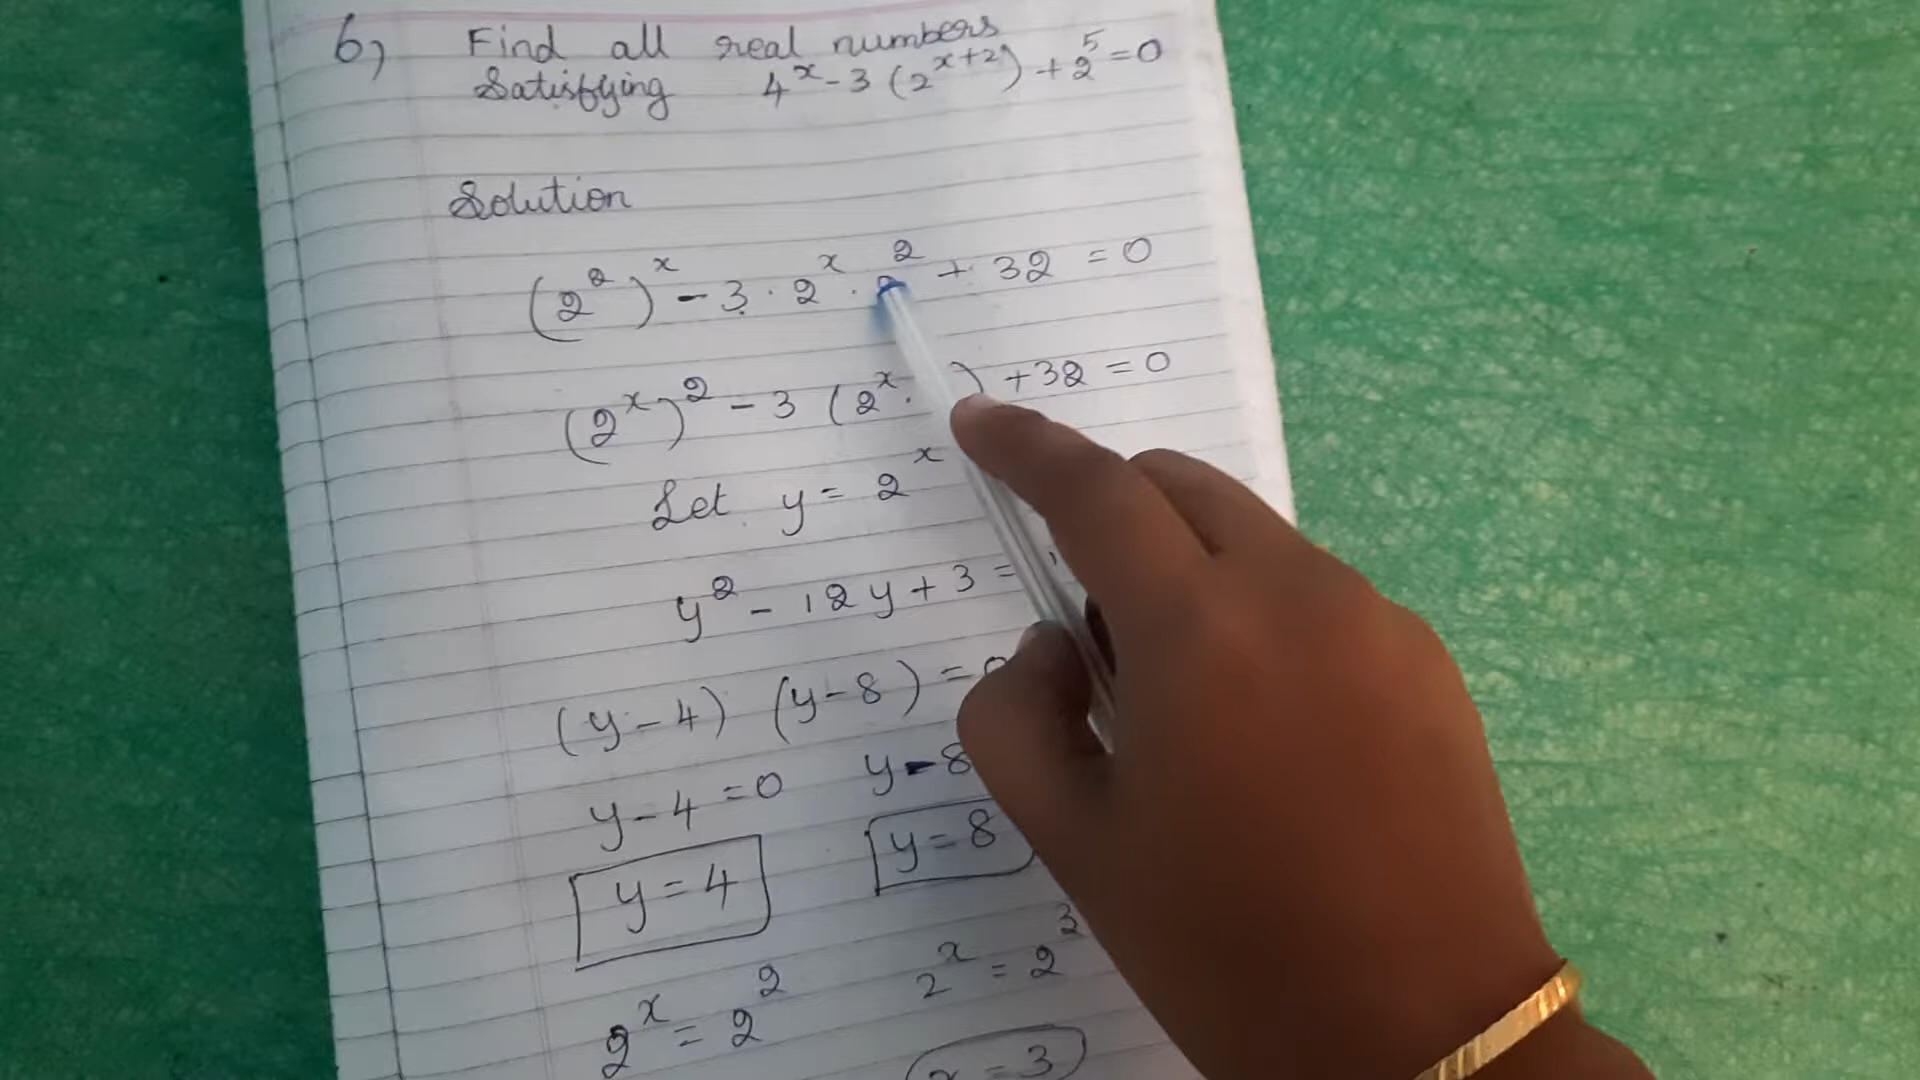 6) Find all real numbers
Satisfying 4^x - 3 (2^(x+2)) + 2^5 = 0
Solution
(2^2)^x - 3 · 2^x · 2^2 + 32 = 0
(2^x)^2 - 3 (2^x · ) + 32 = 0
Let y = 2^x
y^2 - 12y + 3 =
(y - 4) (y - 8) = 0
y - 4 = 0 y - 8
y = 4 y = 8
2^x = 2^2 2^x = 2^3
x = 3